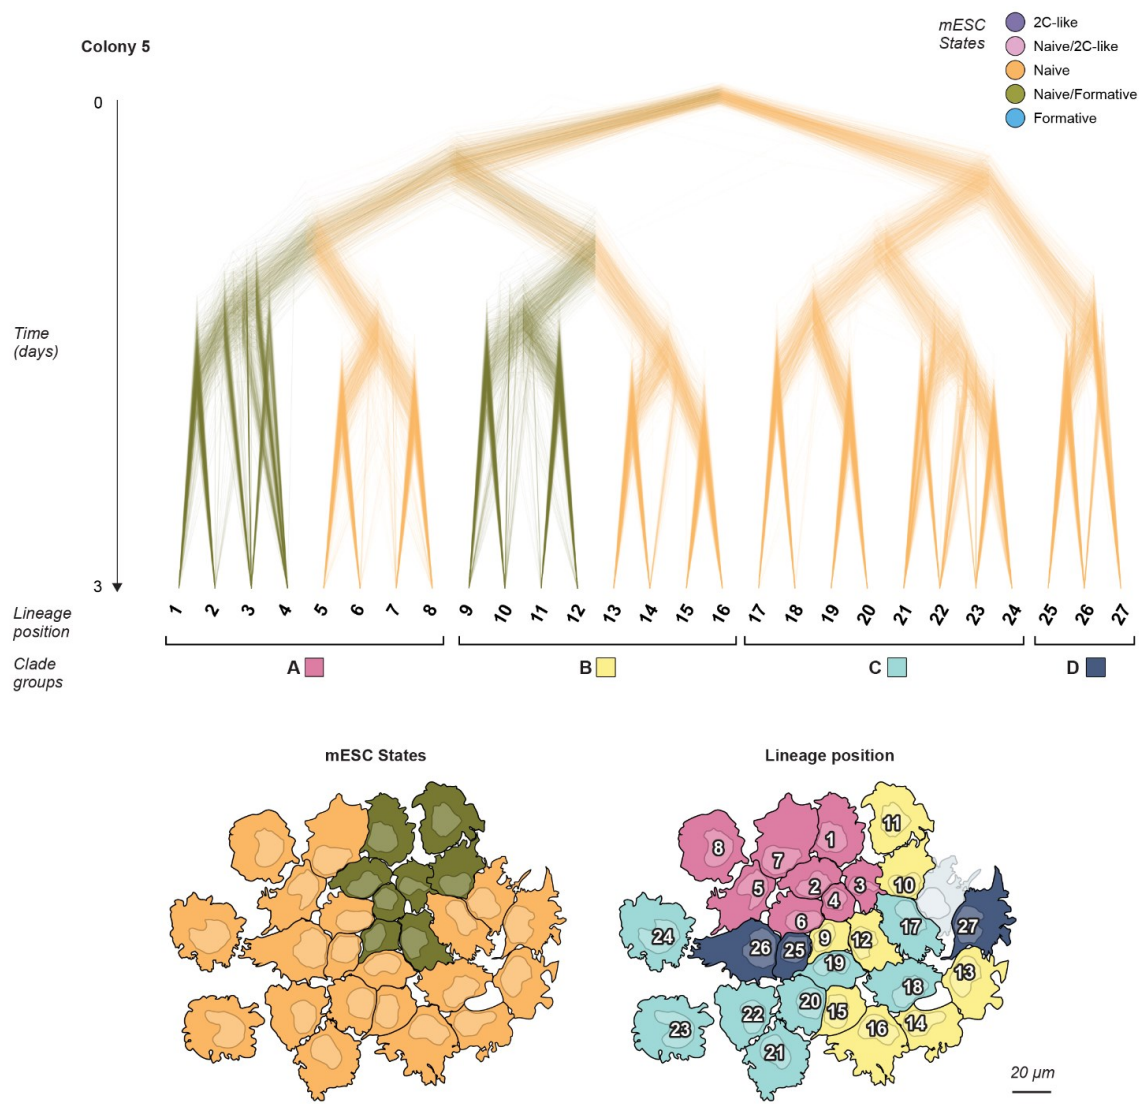 Colony 5
mESC
States
2C-like
Naive/2C-like
Naive
Naive/Formative
Formative
0
Time
(days)
3
Lineage
position
1 2 3 4 5 6 7 8 9 10 11 12 13 14 15 16 17 18 19 20 21 22 23 24 25 26 27
Clade
groups
A B C D
mESC States
Lineage position
11
8
7
1
5
2
3
10
4
6
17
27
24
26
25
9
12
19
13
18
20
15
22
23
16
14
21
20 µm